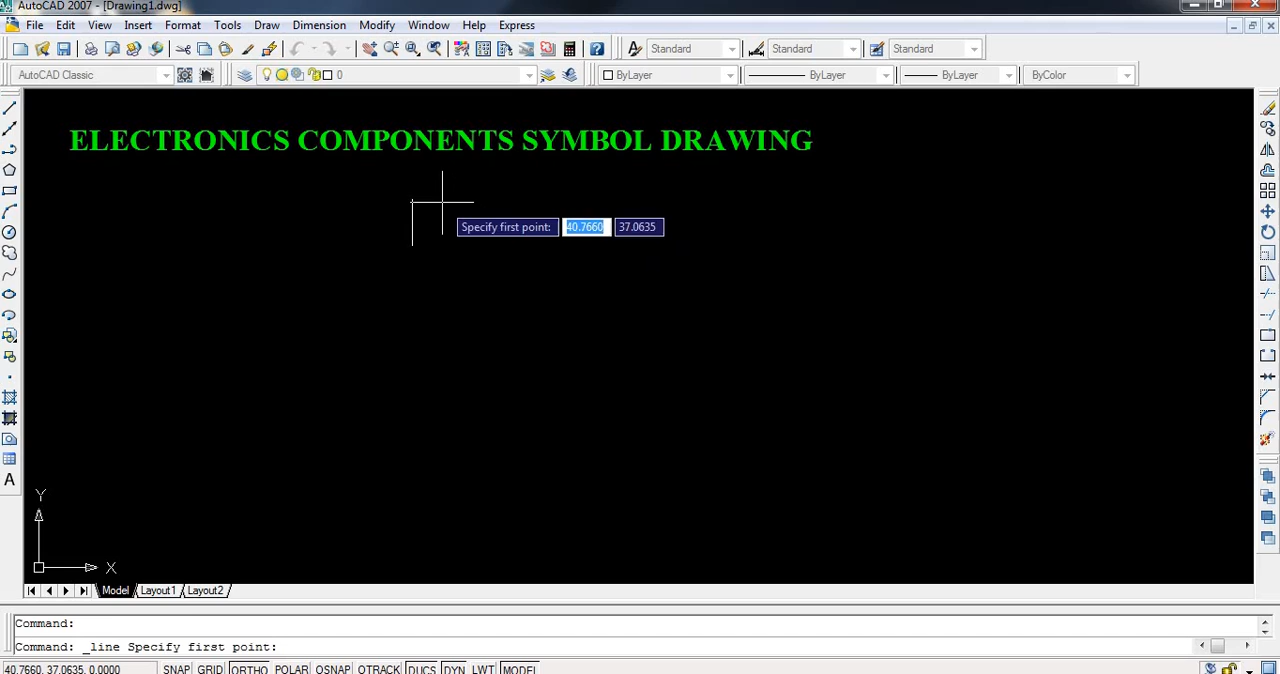 AutoCAD 2007 - [Drawing1.dwg]
File Edit View Insert Format Tools Draw Dimension Modify Window Help Express
Standard Standard Standard
AutoCAD Classic 0 ByLayer ByLayer ByLayer ByColor
ELECTRONICS COMPONENTS SYMBOL DRAWING
Specify first point: 40.7660 37.0635
A
Y
X
Model Layout1 Layout2
Command:
Command: _line Specify first point:
40.7660, 37.0635, 0.0000 SNAP GRID ORTHO POLAR OSNAP OTRACK DUCS DYN LWT MODEL